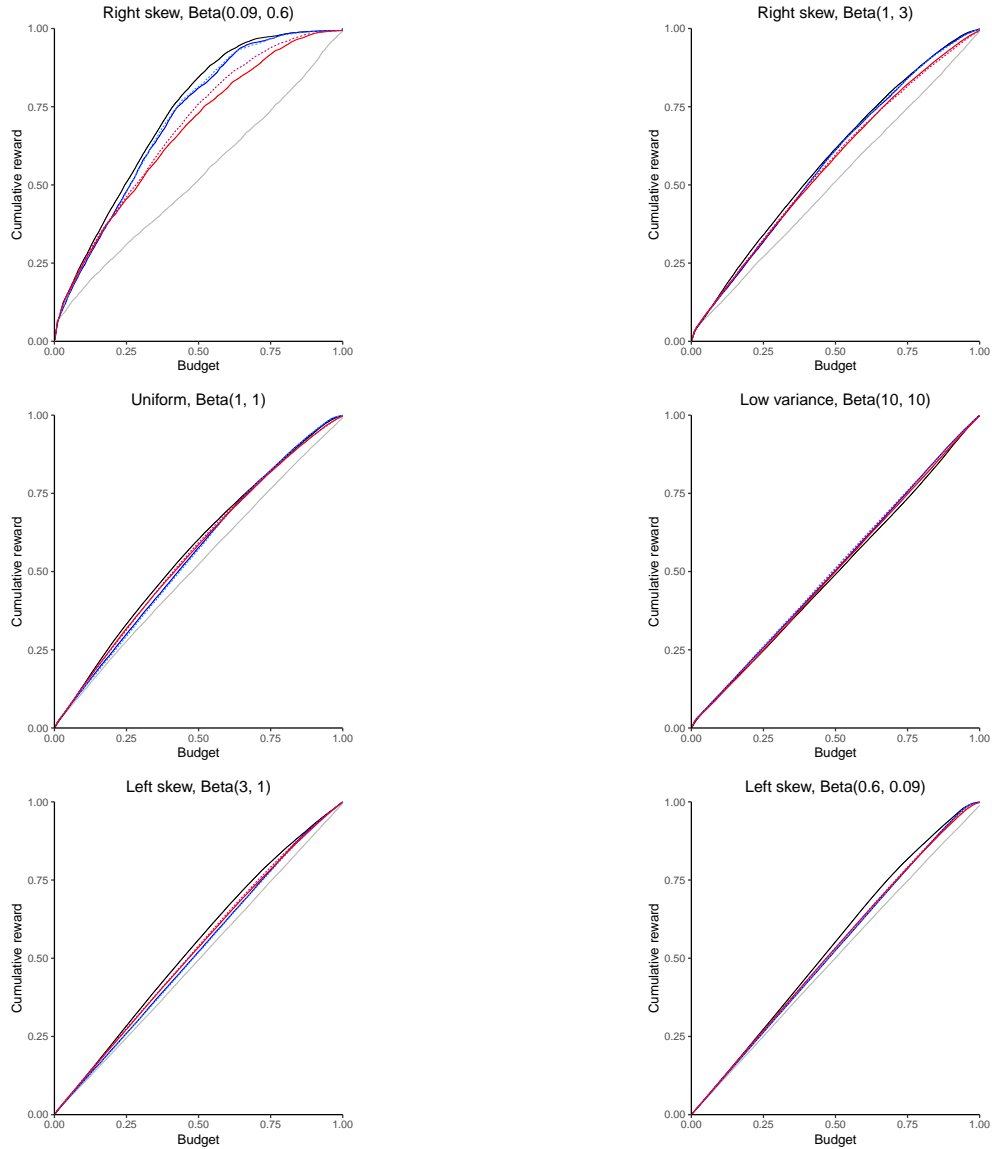 Right skew, Beta(0.09, 0.6)
1.00
0.75
0.50
0.25
0.00
Cumulative reward
0.00 0.25 0.50 0.75 1.00
Budget
Right skew, Beta(1, 3)
1.00
0.75
0.50
0.25
0.00
Cumulative reward
0.00 0.25 0.50 0.75 1.00
Budget
Uniform, Beta(1, 1)
1.00
0.75
0.50
0.25
0.00
Cumulative reward
0.00 0.25 0.50 0.75 1.00
Budget
Low variance, Beta(10, 10)
1.00
0.75
0.50
0.25
0.00
Cumulative reward
0.00 0.25 0.50 0.75 1.00
Budget
Left skew, Beta(3, 1)
1.00
0.75
0.50
0.25
0.00
Cumulative reward
0.00 0.25 0.50 0.75 1.00
Budget
Left skew, Beta(0.6, 0.09)
1.00
0.75
0.50
0.25
0.00
Cumulative reward
0.00 0.25 0.50 0.75 1.00
Budget